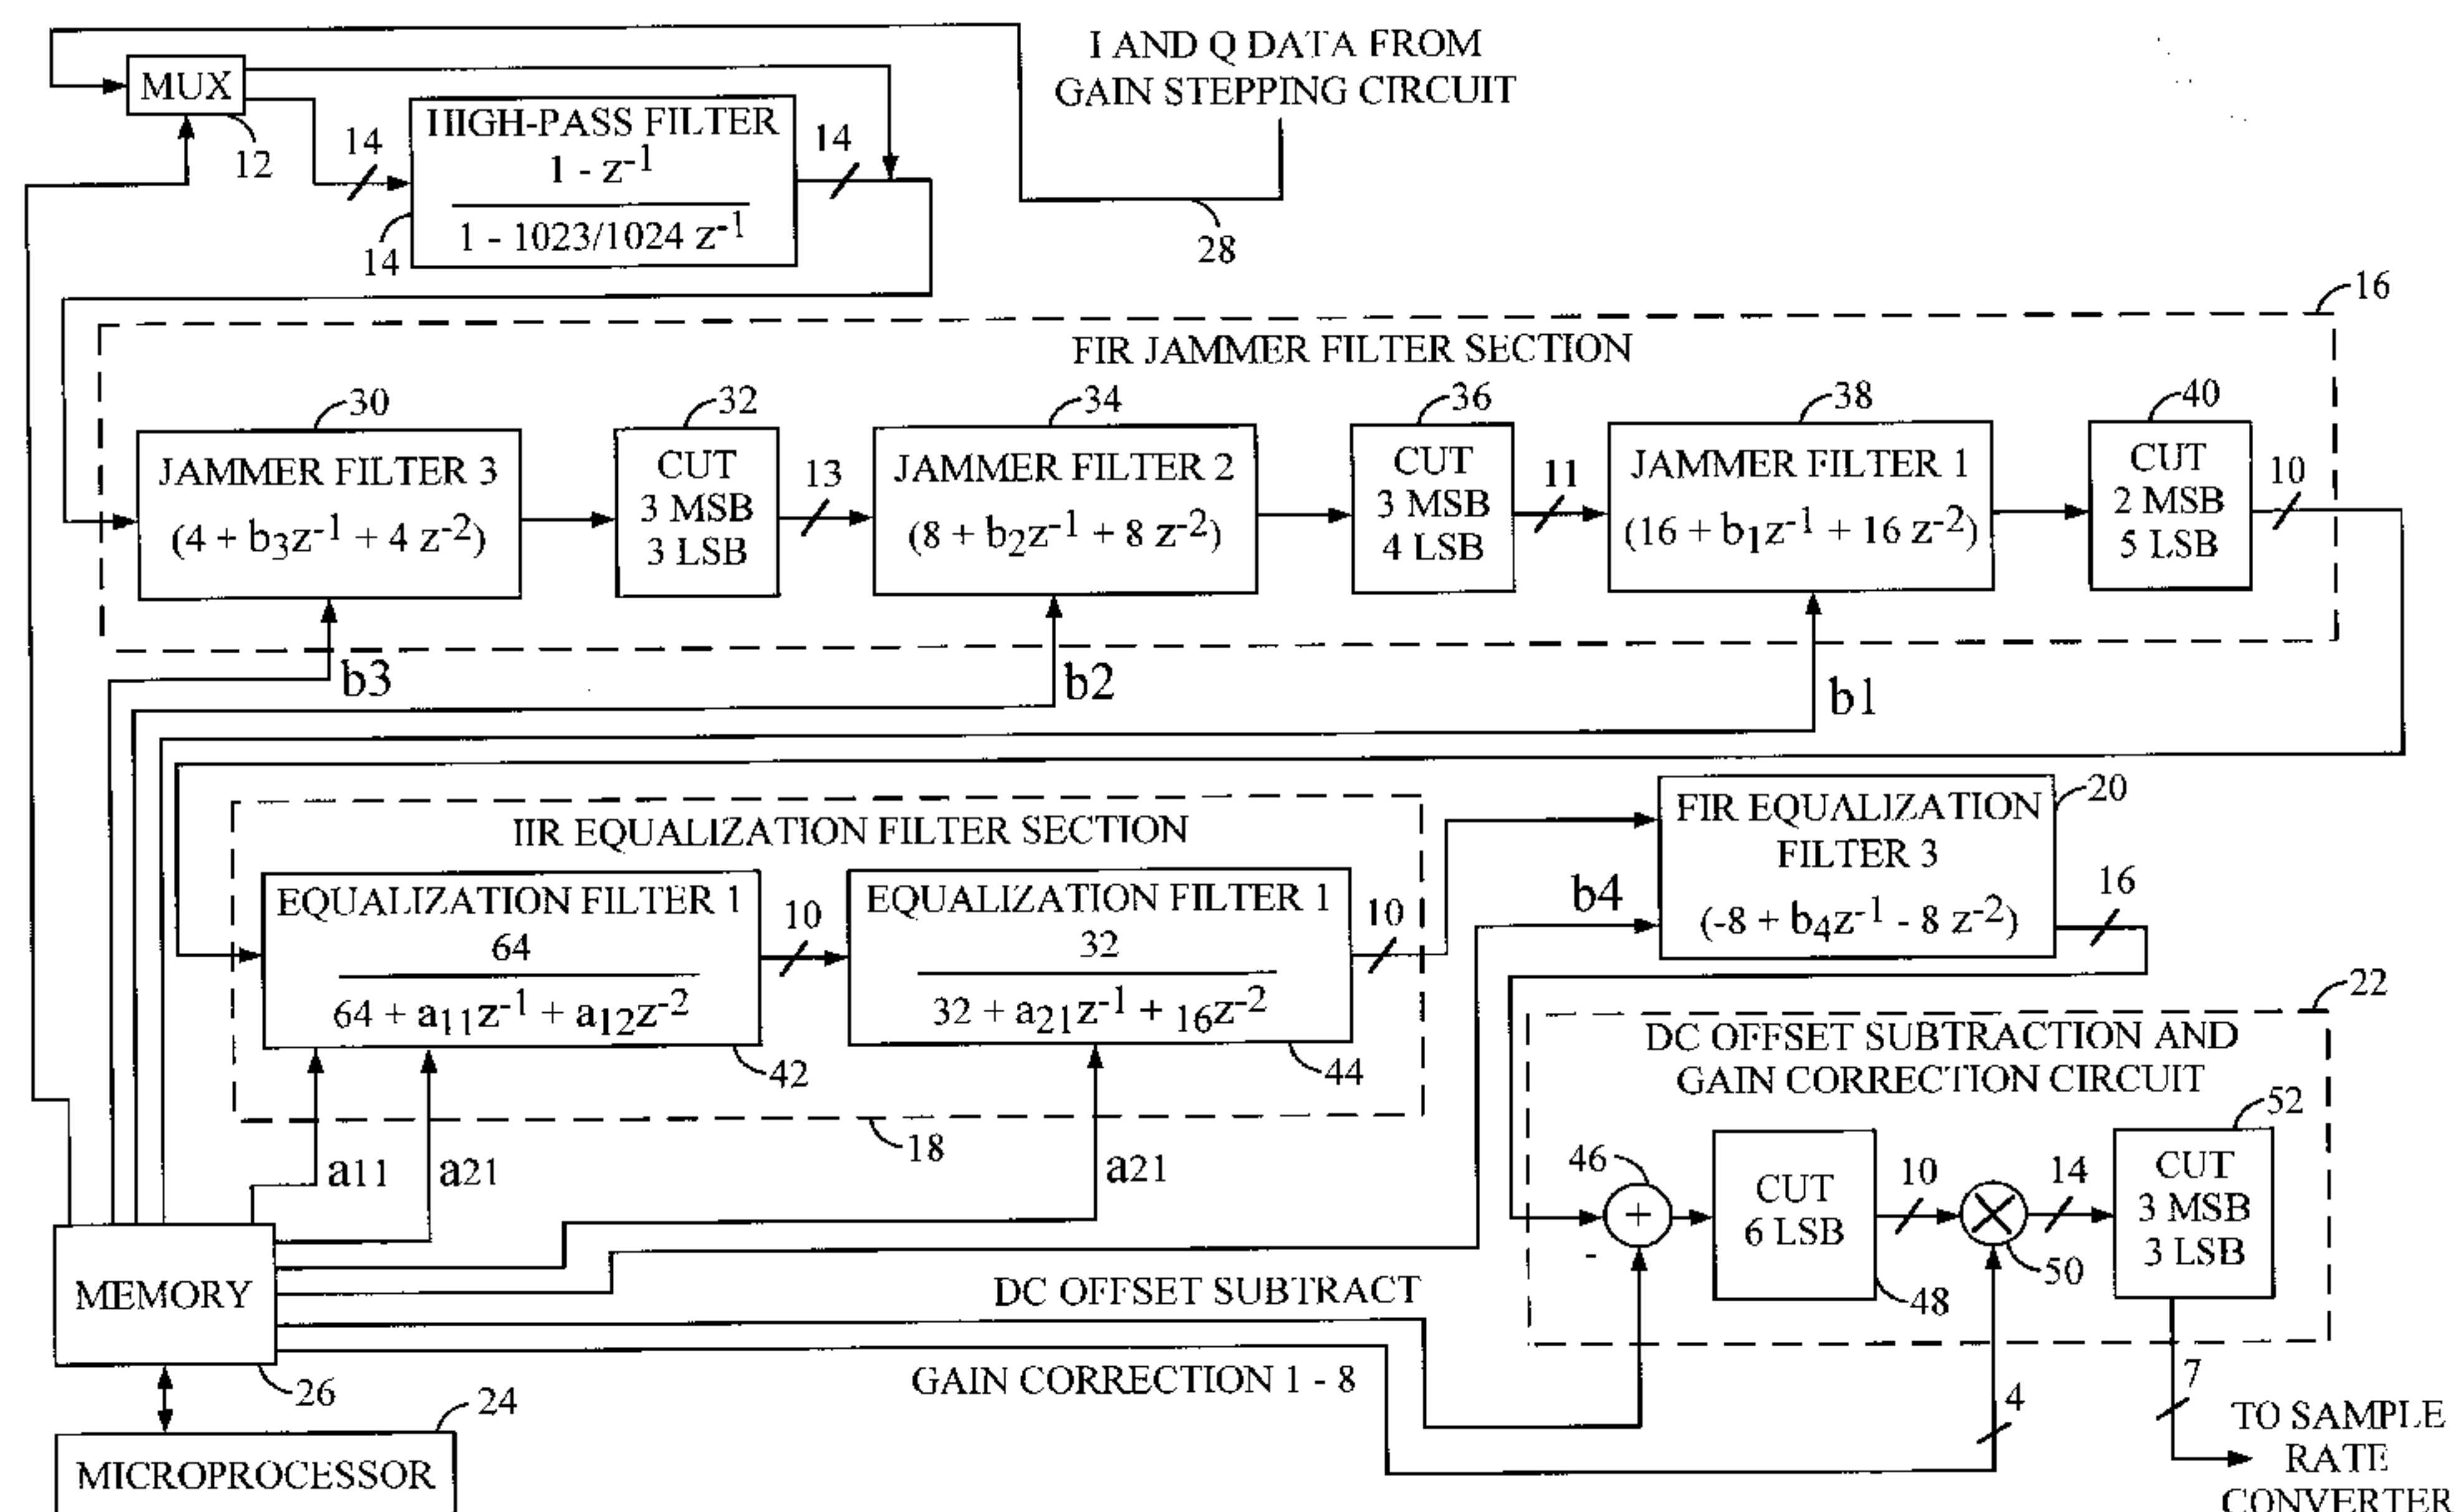 I AND Q DATA FROM
GAIN STEPPING CIRCUIT
MUX
12
14
HIGH-PASS FILTER
1 - z-1
1 - 1023/1024 z-1
14
14
28
16
FIR JAMMER FILTER SECTION
30
JAMMER FILTER 3
(4 + b3z-1 + 4 z-2)
32
CUT
3 MSB
3 LSB
13
34
JAMMER FILTER 2
(8 + b2z-1 + 8 z-2)
36
CUT
3 MSB
4 LSB
11
38
JAMMER FILTER 1
(16 + b1z-1 + 16 z-2)
40
CUT
2 MSB
5 LSB
10
b3
b2
b1
IIR EQUALIZATION FILTER SECTION
EQUALIZATION FILTER 1
64
64 + a11z-1 + a12z-2
42
10
EQUALIZATION FILTER 1
32
32 + a21z-1 + 16z-2
44
10
18
b4
FIR EQUALIZATION
FILTER 3
(-8 + b4z-1 - 8 z-2)
20
16
22
DC OFFSET SUBTRACTION AND
GAIN CORRECTION CIRCUIT
46
+
-
CUT
6 LSB
48
10
50
14
52
CUT
3 MSB
3 LSB
a11
a21
a21
MEMORY
26
DC OFFSET SUBTRACT
GAIN CORRECTION 1 - 8
4
7
TO SAMPLE
RATE
CONVERTER
24
MICROPROCESSOR